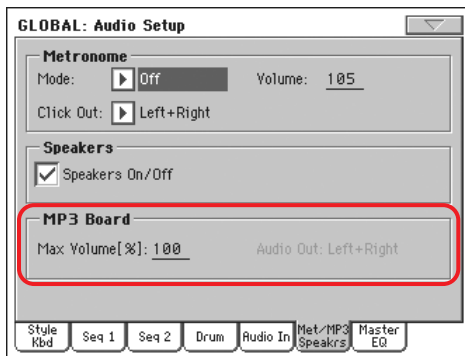 GLOBAL: Audio Setup
Metronome
Mode: Off Volume: 105
Click Out: Left+Right
Speakers
Speakers On/Off
MP3 Board
Max Volume[%]: 100 Audio Out: Left+Right
Style Kbd Seq 1 Seq 2 Drum Audio In Met/MP3 Speakrs Master EQ